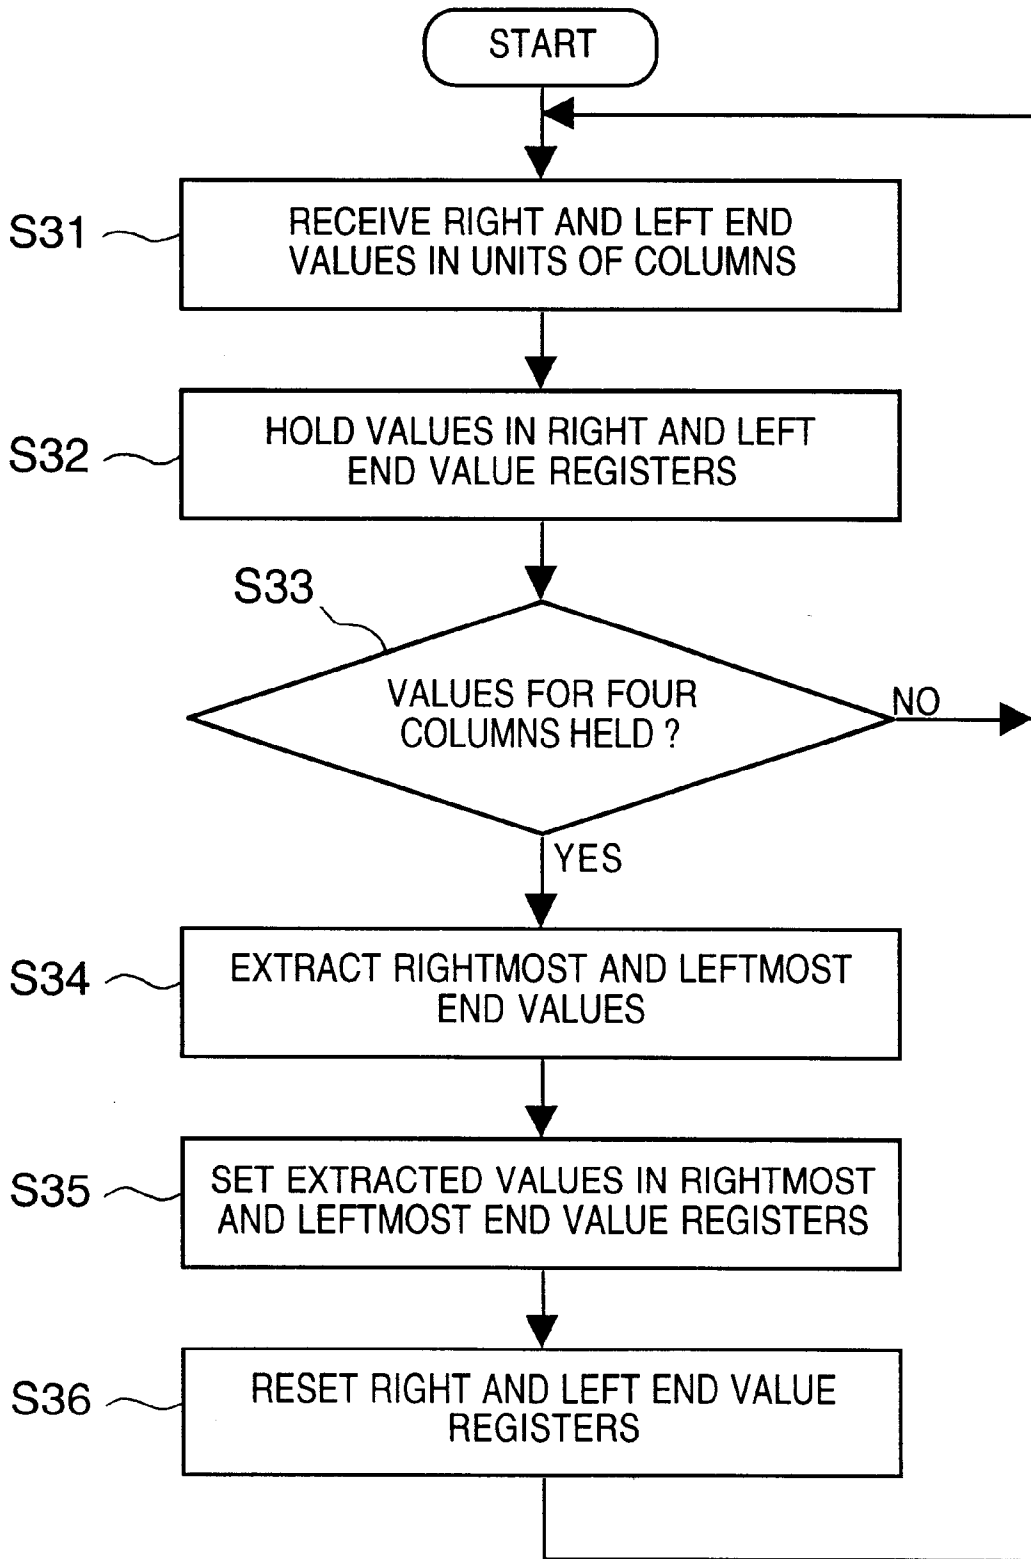 START
S31
RECEIVE RIGHT AND LEFT END
VALUES IN UNITS OF COLUMNS
S32
HOLD VALUES IN RIGHT AND LEFT
END VALUE REGISTERS
S33
VALUES FOR FOUR
COLUMNS HELD ?
NO
YES
S34
EXTRACT RIGHTMOST AND LEFTMOST
END VALUES
S35
SET EXTRACTED VALUES IN RIGHTMOST
AND LEFTMOST END VALUE REGISTERS
S36
RESET RIGHT AND LEFT END VALUE
REGISTERS